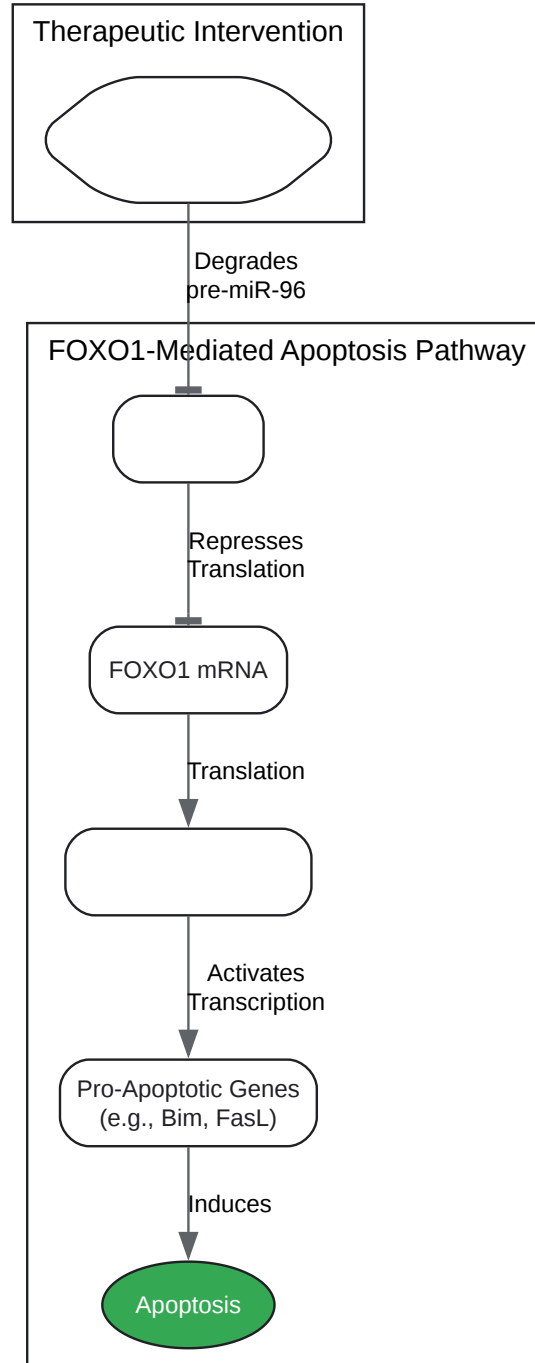 Therapeutic Intervention
Degrades
pre-miR-96
FOXO1-Mediated Apoptosis Pathway
Represses
Translation
FOXO1 mRNA
Translation
Activates
Transcription
Pro-Apoptotic Genes
(e.g., Bim, FasL)
Induces
Apoptosis